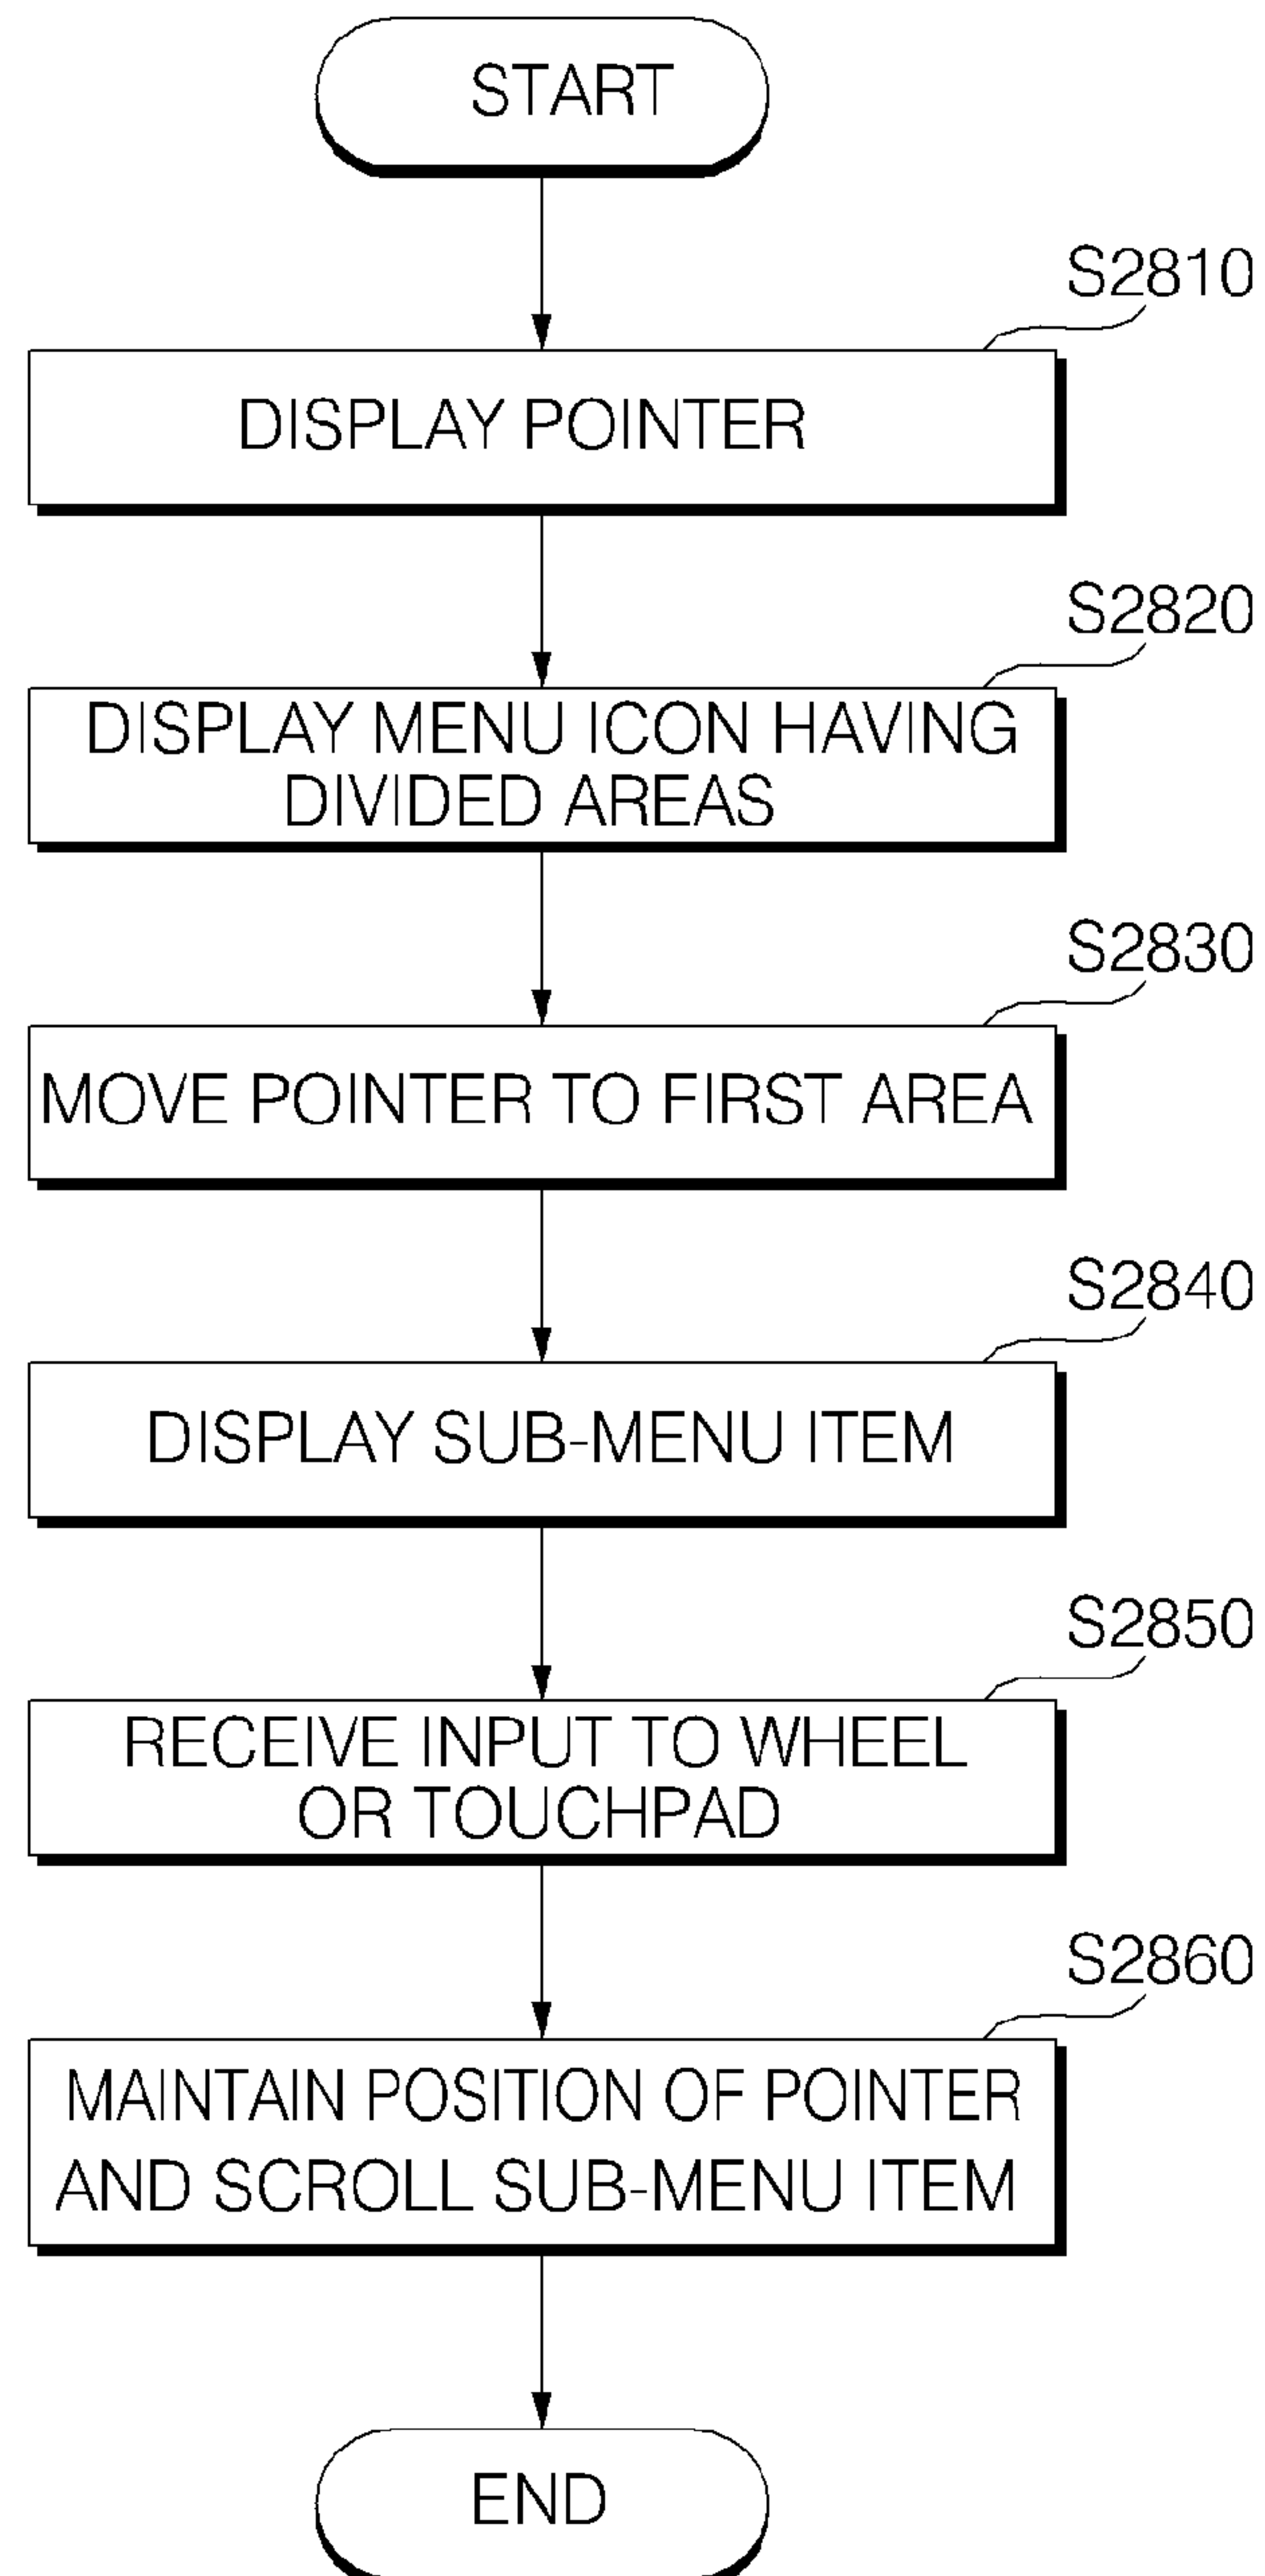 START
S2810
DISPLAY POINTER
S2820
DISPLAY MENU ICON HAVING
DIVIDED AREAS
S2830
MOVE POINTER TO FIRST AREA
S2840
DISPLAY SUB-MENU ITEM
S2850
RECEIVE INPUT TO WHEEL
OR TOUCHPAD
S2860
MAINTAIN POSITION OF POINTER
AND SCROLL SUB-MENU ITEM
END